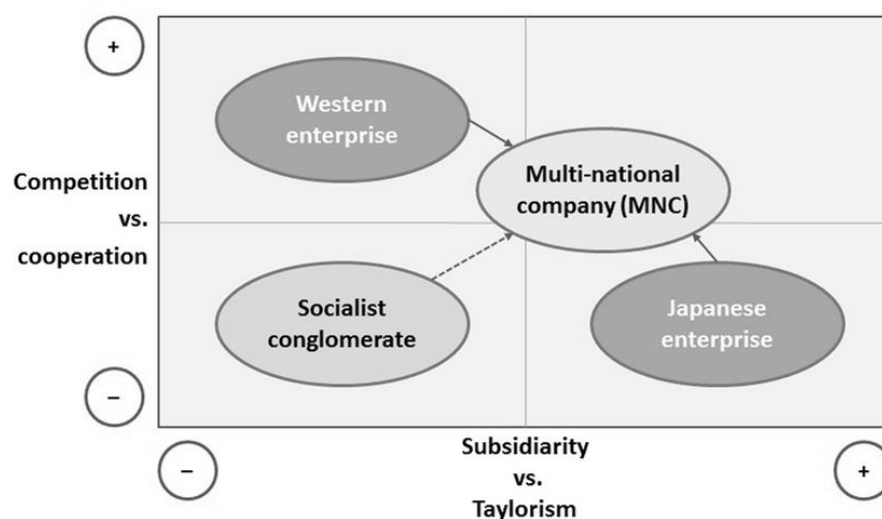 +
Western
enterprise
Multi-national
company (MNC)
Competition
vs.
cooperation
Socialist
conglomerate
Japanese
enterprise
−
−
Subsidiarity
vs.
Taylorism
+